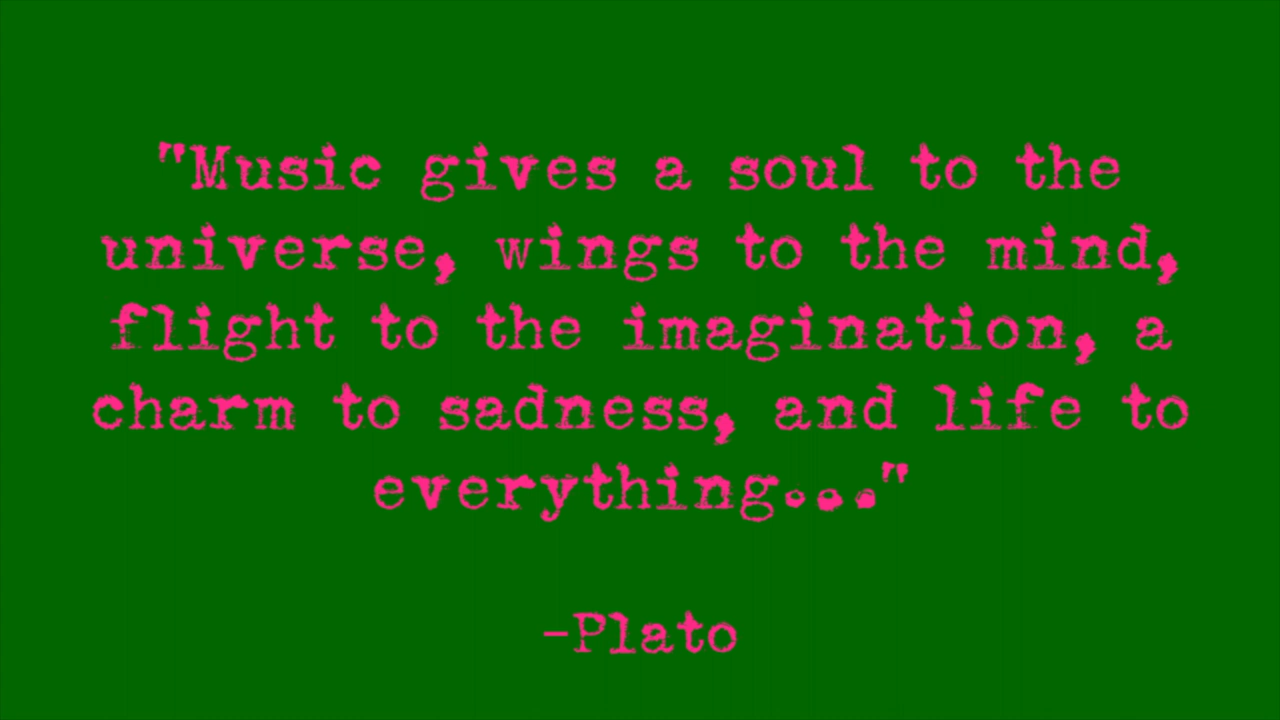 "Music gives a soul to the
universe, wings to the mind,
flight to the imagination, a
charm to sadness, and life to
everything..."
-Plato